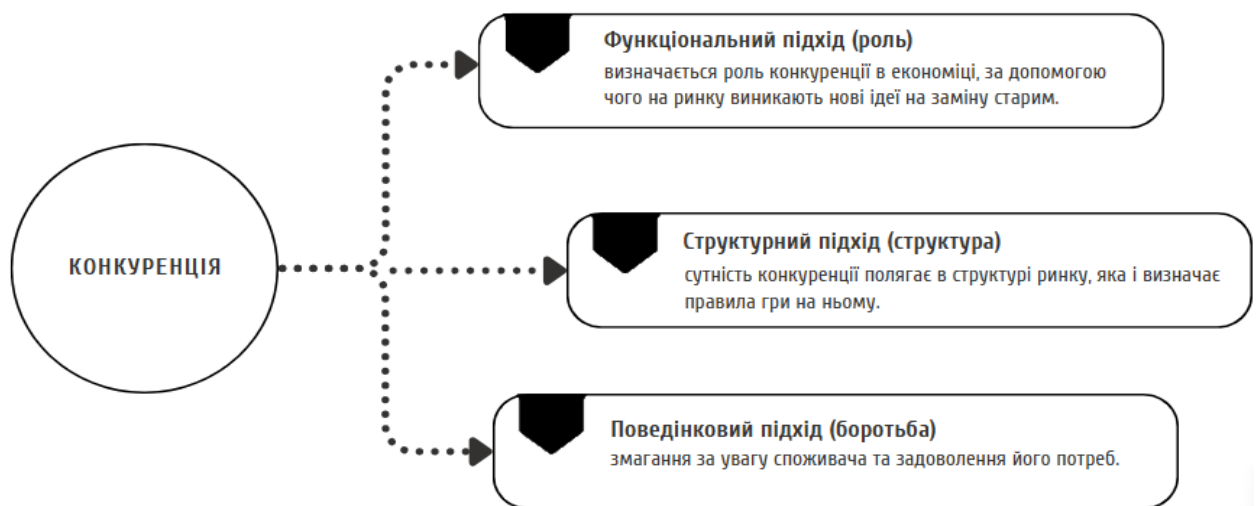 Функціональний підхід (роль)
визначається роль конкуренції в економіці, за допомогою
чого на ринку виникають нові ідеї на заміну старим.
КОНКУРЕНЦІЯ
Структурний підхід (структура)
сутність конкуренції полягає в структурі ринку, яка і визначає
правила гри на ньому.
Поведінковий підхід (боротьба)
змагання за увагу споживача та задоволення його потреб.